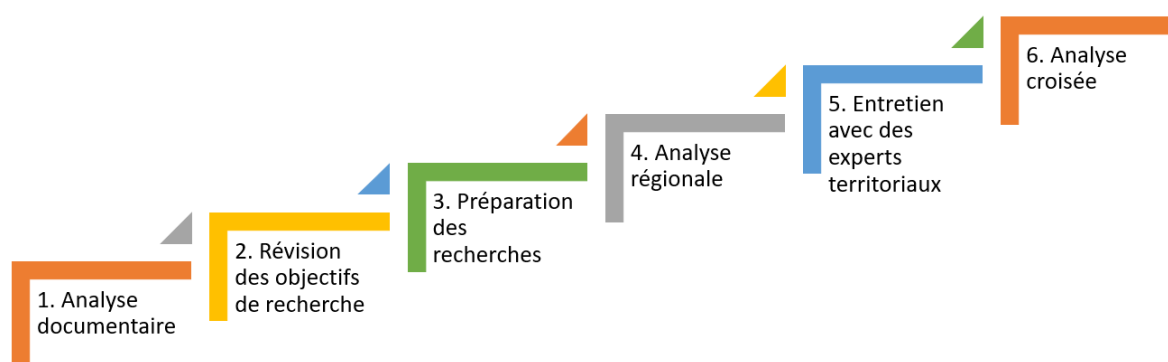 1. Analyse
documentaire
2. Révision
des objectifs
de recherche
3. Préparation
des
recherches
4. Analyse
régionale
5. Entretien
avec des
experts
territoriaux
6. Analyse
croisée